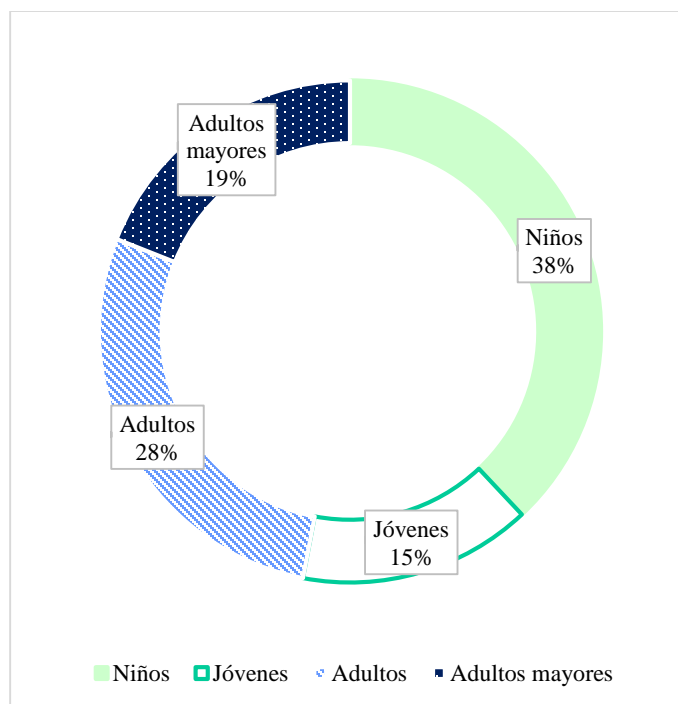 Adultos
mayores
19%
Niños
38%
Adultos
28%
Jóvenes
15%
Niños Jóvenes Adultos Adultos mayores